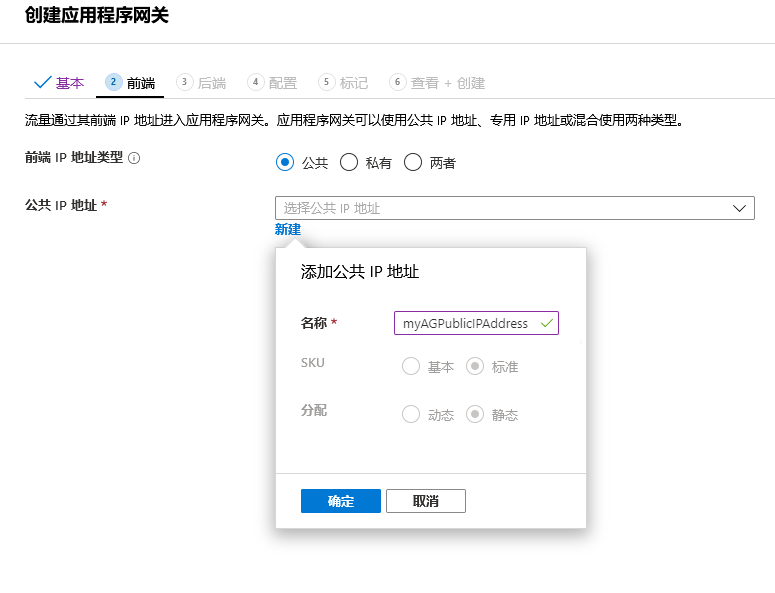 创建应用程序网关
基本 2 前端 3 后端 4 配置 5 标记 6 查看 + 创建
流量通过其前端 IP 地址进入应用程序网关。应用程序网关可以使用公共 IP 地址、专用 IP 地址或混合使用两种类型。
前端 IP 地址类型 公共 私有 两者
公共 IP 地址 * 选择公共 IP 地址
新建
添加公共 IP 地址
名称 * myAGPublicIPAddress
SKU 基本 标准
分配 动态 静态
确定 取消